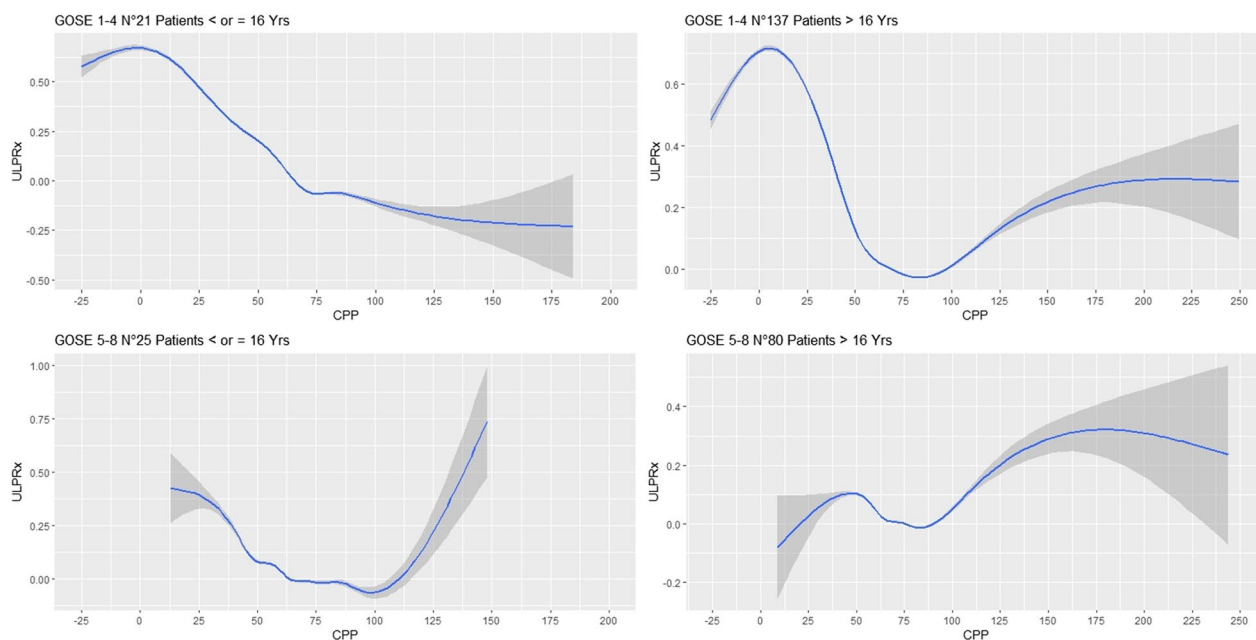 GOSE 1-4 N°21 Patients < or = 16 Yrs
ULPRx
0.50
0.25
0.00
-0.25
-0.50
-25 0 25 50 75 100 125 150 175 200
CPP
GOSE 1-4 N°137 Patients > 16 Yrs
ULPRx
0.6
0.4
0.2
0.0
-25 0 25 50 75 100 125 150 175 200 225 250
CPP
GOSE 5-8 N°25 Patients < or = 16 Yrs
ULPRx
1.00
0.75
0.50
0.25
0.00
-25 0 25 50 75 100 125 150 175 200
CPP
GOSE 5-8 N°80 Patients > 16 Yrs
ULPRx
0.4
0.2
0.0
-0.2
-25 0 25 50 75 100 125 150 175 200 225 250
CPP